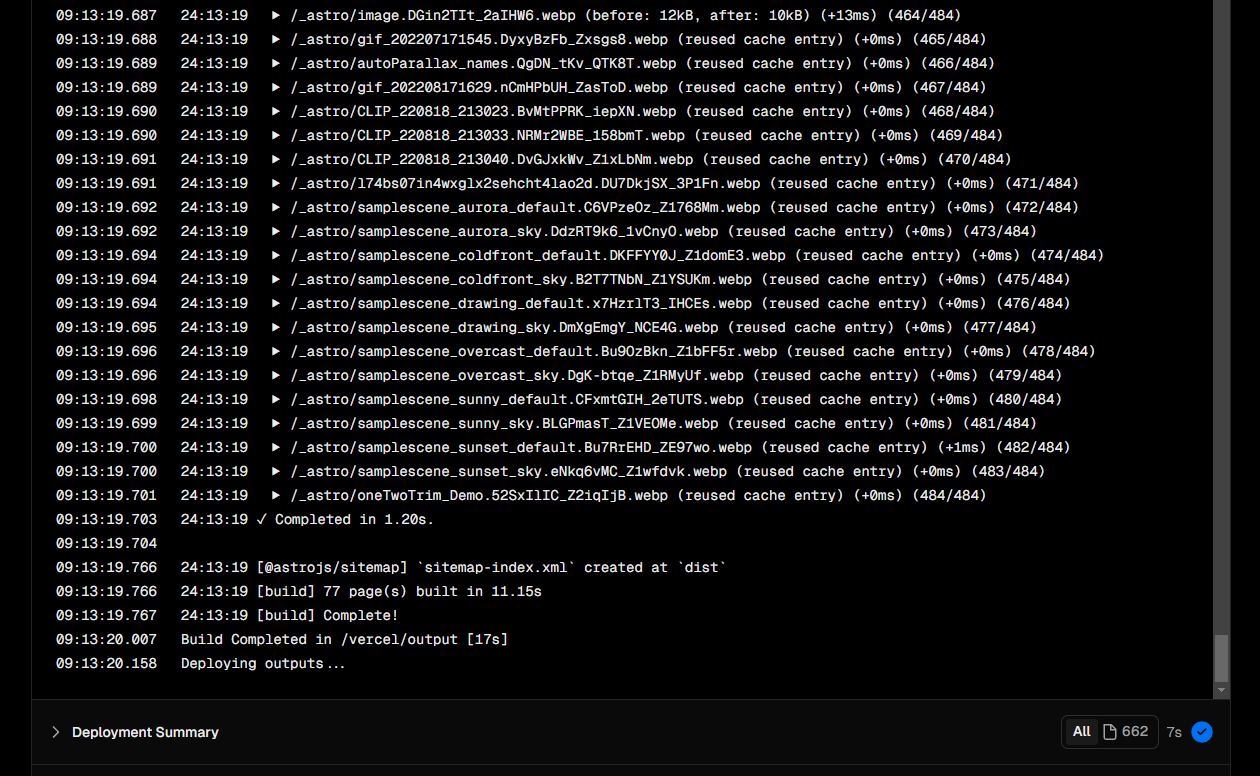 09:13:19.687 24:13:19 ▶ /_astro/image.DGin2TIt_2aIHW6.webp (before: 12kB, after: 10kB) (+13ms) (464/484)
09:13:19.688 24:13:19 ▶ /_astro/gif_202207171545.DyxyBzFb_Zxsgs8.webp (reused cache entry) (+0ms) (465/484)
09:13:19.689 24:13:19 ▶ /_astro/autoParallax_names.QgDN_tKv_QTK8T.webp (reused cache entry) (+0ms) (466/484)
09:13:19.689 24:13:19 ▶ /_astro/gif_202208171629.nCmHPbUH_ZasToD.webp (reused cache entry) (+0ms) (467/484)
09:13:19.690 24:13:19 ▶ /_astro/CLIP_220818_213023.BvMtPPRK_iepXN.webp (reused cache entry) (+0ms) (468/484)
09:13:19.690 24:13:19 ▶ /_astro/CLIP_220818_213033.NRMr2WBE_158bmT.webp (reused cache entry) (+0ms) (469/484)
09:13:19.691 24:13:19 ▶ /_astro/CLIP_220818_213040.DvGJxkWv_Z1xLbNm.webp (reused cache entry) (+0ms) (470/484)
09:13:19.691 24:13:19 ▶ /_astro/l74bs07in4wxglx2sehcht4lao2d.DU7DkjSX_3P1Fn.webp (reused cache entry) (+0ms) (471/484)
09:13:19.692 24:13:19 ▶ /_astro/samplescene_aurora_default.C6VPzeOz_Z1768Mm.webp (reused cache entry) (+0ms) (472/484)
09:13:19.692 24:13:19 ▶ /_astro/samplescene_aurora_sky.DdzRT9k6_1vCnyO.webp (reused cache entry) (+0ms) (473/484)
09:13:19.694 24:13:19 ▶ /_astro/samplescene_coldfront_default.DKFFYY0J_Z1domE3.webp (reused cache entry) (+0ms) (474/484)
09:13:19.694 24:13:19 ▶ /_astro/samplescene_coldfront_sky.B2T7TNbN_Z1YSUKm.webp (reused cache entry) (+0ms) (475/484)
09:13:19.694 24:13:19 ▶ /_astro/samplescene_drawing_default.x7HzrlT3_IHCEs.webp (reused cache entry) (+0ms) (476/484)
09:13:19.695 24:13:19 ▶ /_astro/samplescene_drawing_sky.DmXgEmgY_NCE4G.webp (reused cache entry) (+0ms) (477/484)
09:13:19.696 24:13:19 ▶ /_astro/samplescene_overcast_default.Bu9OzBkn_Z1bFF5r.webp (reused cache entry) (+0ms) (478/484)
09:13:19.696 24:13:19 ▶ /_astro/samplescene_overcast_sky.DgK-btqe_Z1RMyUf.webp (reused cache entry) (+0ms) (479/484)
09:13:19.698 24:13:19 ▶ /_astro/samplescene_sunny_default.CFxmtGIH_2eTUTS.webp (reused cache entry) (+0ms) (480/484)
09:13:19.699 24:13:19 ▶ /_astro/samplescene_sunny_sky.BLGPmasT_Z1VEOMe.webp (reused cache entry) (+0ms) (481/484)
09:13:19.700 24:13:19 ▶ /_astro/samplescene_sunset_default.Bu7RrEHD_ZE97wo.webp (reused cache entry) (+1ms) (482/484)
09:13:19.700 24:13:19 ▶ /_astro/samplescene_sunset_sky.eNkq6vMC_Z1wfdvk.webp (reused cache entry) (+0ms) (483/484)
09:13:19.701 24:13:19 ▶ /_astro/oneTwoTrim_Demo.52SxIlIC_Z2iqIjB.webp (reused cache entry) (+0ms) (484/484)
09:13:19.703 24:13:19 ✓ Completed in 1.20s.
09:13:19.704
09:13:19.766 24:13:19 [@astrojs/sitemap] `sitemap-index.xml` created at `dist`
09:13:19.766 24:13:19 [build] 77 page(s) built in 11.15s
09:13:19.767 24:13:19 [build] Complete!
09:13:20.007 Build Completed in /vercel/output [17s]
09:13:20.158 Deploying outputs...
Deployment Summary All 662 7s